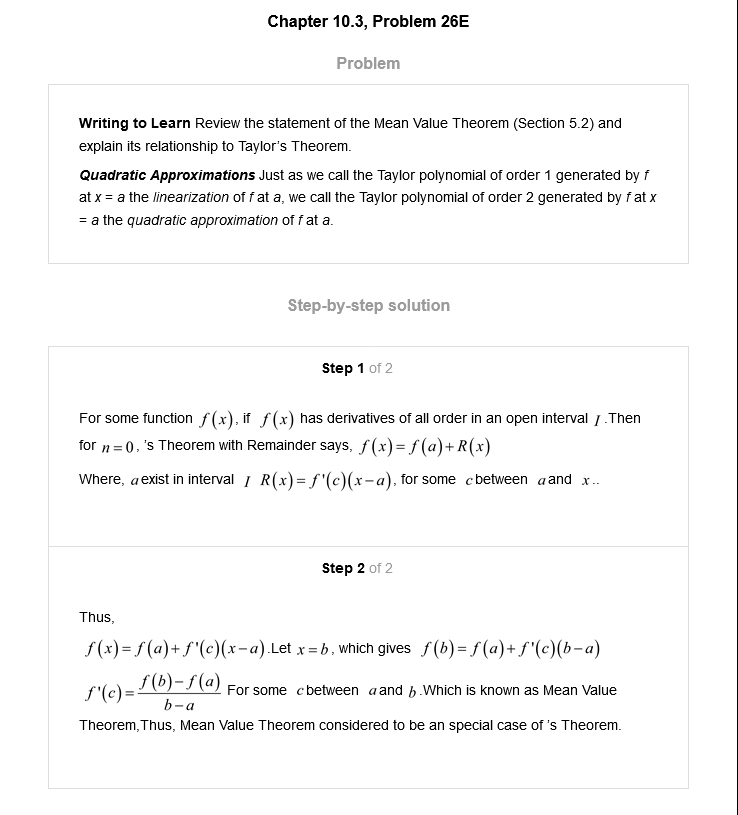 Chapter 10.3, Problem 26E
Problem
Writing to Learn Review the statement of the Mean Value Theorem (Section 5.2) and
explain its relationship to Taylor's Theorem.
Quadratic Approximations Just as we call the Taylor polynomial of order 1 generated by f
at x = a the linearization of f at a, we call the Taylor polynomial of order 2 generated by f at x
= a the quadratic approximation of f at a.
Step-by-step solution
Step 1 of 2
For some function f(x), if f(x) has derivatives of all order in an open interval I .Then
for n=0, 's Theorem with Remainder says, f(x)=f(a)+R(x)
Where, a exist in interval I R(x)=f'(c)(x-a), for some c between a and x..
Step 2 of 2
Thus,
f(x)=f(a)+f'(c)(x-a).Let x=b, which gives f(b)=f(a)+f'(c)(b-a)
f'(c)=\frac{f(b)-f(a)}{b-a} For some c between a and b.Which is known as Mean Value
Theorem,Thus, Mean Value Theorem considered to be an special case of 's Theorem.